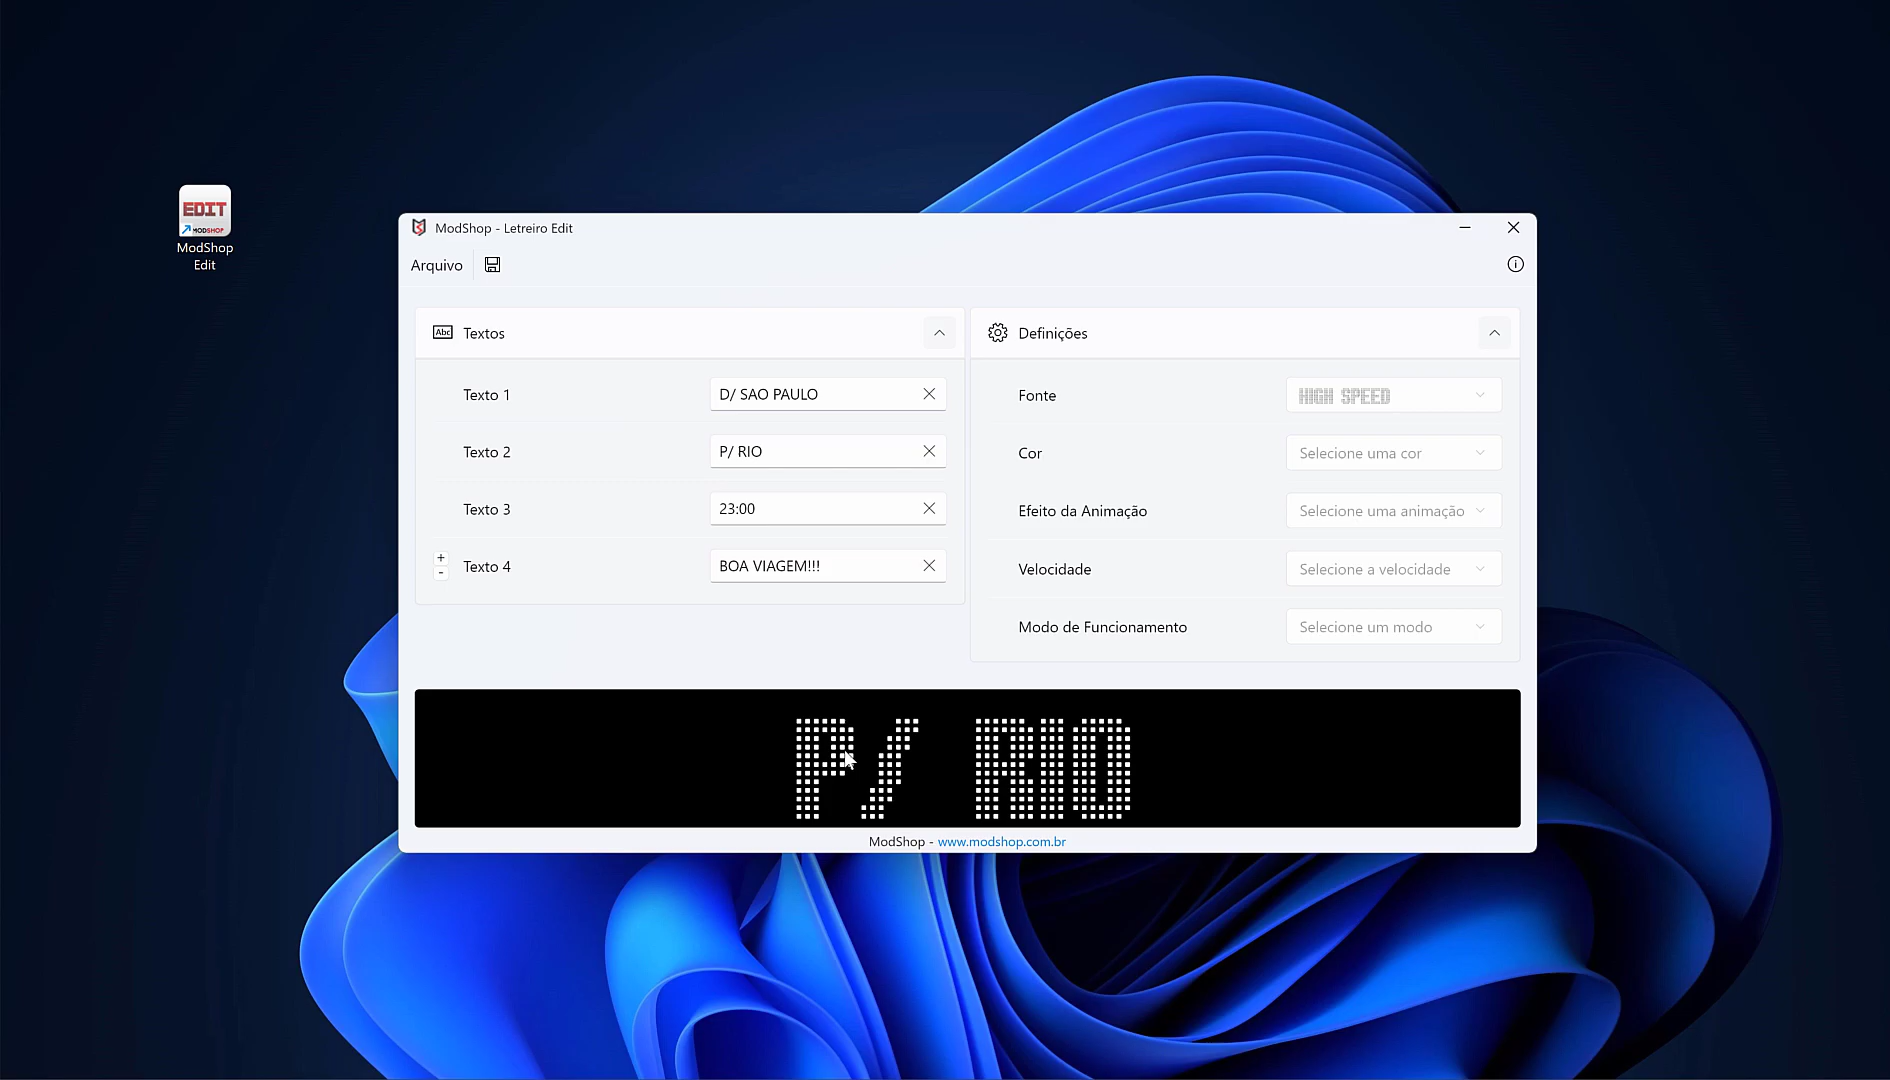 EDIT
MODSHOP
ModShop
Edit
ModShop - Letreiro Edit
Arquivo
Abc
Textos
Texto 1
D/ SAO PAULO
Texto 2
P/ RIO
Texto 3
23:00
+
-
Texto 4
BOA VIAGEM!!!
Definições
Fonte
HIGH SPEED
Cor
Selecione uma cor
Efeito da Animação
Selecione uma animação
Velocidade
Selecione a velocidade
Modo de Funcionamento
Selecione um modo
P/ RIO
ModShop - www.modshop.com.br